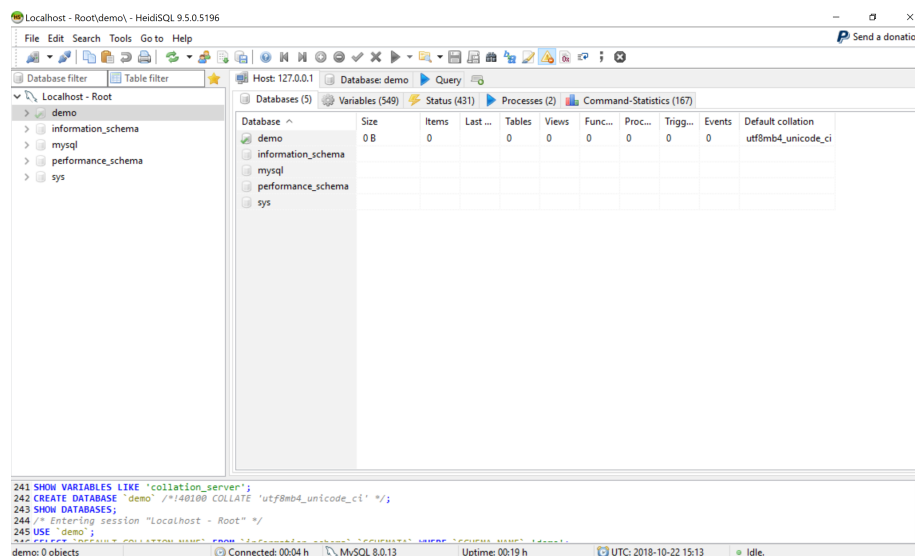 Localhost - Root\demo\ - HeidiSQL 9.5.0.5196
File Edit Search Tools Go to Help
Send a donatio
Database filter Table filter
Host: 127.0.0.1 Database: demo Query
Localhost - Root
demo
information_schema
mysql
performance_schema
sys
Databases (5) Variables (549) Status (431) Processes (2) Command-Statistics (167)
Database Size Items Last ... Tables Views Func... Proc... Trigg... Events Default collation
demo 0 B 0 0 0 0 0 0 0 utf8mb4_unicode_ci
information_schema
mysql
performance_schema
sys
241 SHOW VARIABLES LIKE 'collation_server';
242 CREATE DATABASE `demo` /*!40100 COLLATE 'utf8mb4_unicode_ci' */;
243 SHOW DATABASES;
244 /* Entering session "Localhost - Root" */
245 USE `demo`;
demo: 0 objects Connected: 00:04 h MySQL 8.0.13 Uptime: 00:19 h UTC: 2018-10-22 15:13 Idle.